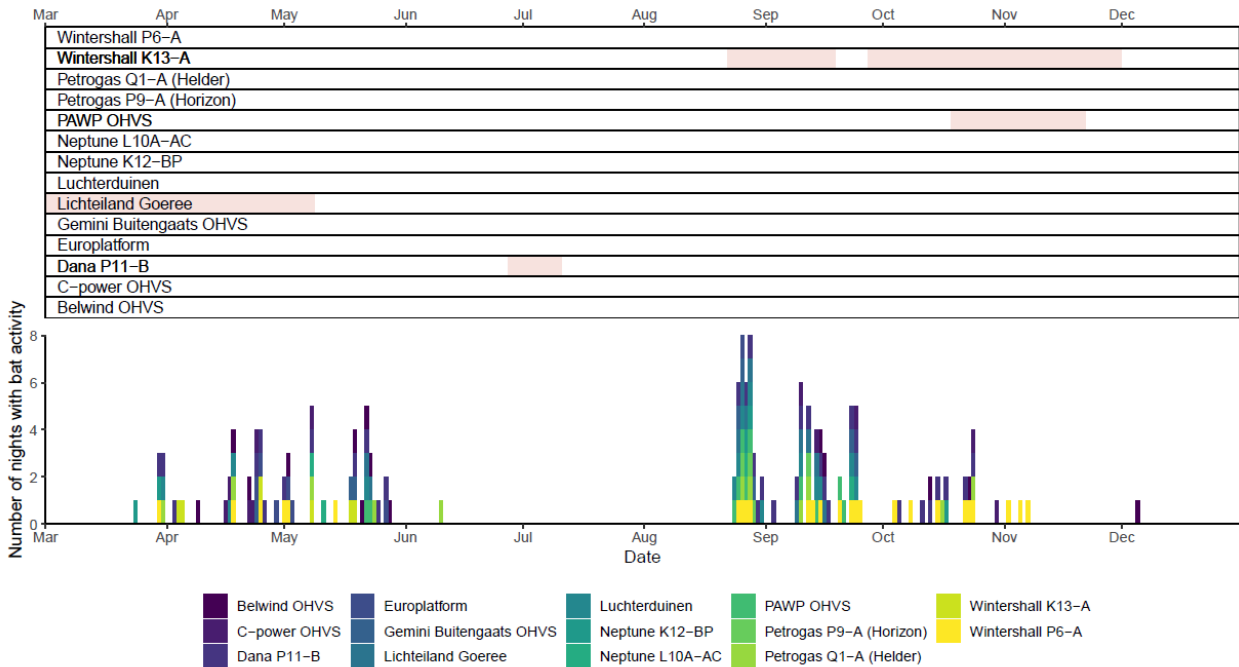 Mar Apr May Jun Jul Aug Sep Oct Nov Dec
Wintershall P6−A
Wintershall K13−A
Petrogas Q1−A (Helder)
Petrogas P9−A (Horizon)
PAWP OHVS
Neptune L10A−AC
Neptune K12−BP
Luchterduinen
Lichteiland Goeree
Gemini Buitengaats OHVS
Europlatform
Dana P11−B
C−power OHVS
Belwind OHVS
Number of nights with bat activity
8
6
4
2
0
Mar Apr May Jun Jul Aug Sep Oct Nov Dec
Date
Belwind OHVS Europlatform Luchterduinen PAWP OHVS Wintershall K13−A
C−power OHVS Gemini Buitengaats OHVS Neptune K12−BP Petrogas P9−A (Horizon) Wintershall P6−A
Dana P11−B Lichteiland Goeree Neptune L10A−AC Petrogas Q1−A (Helder)